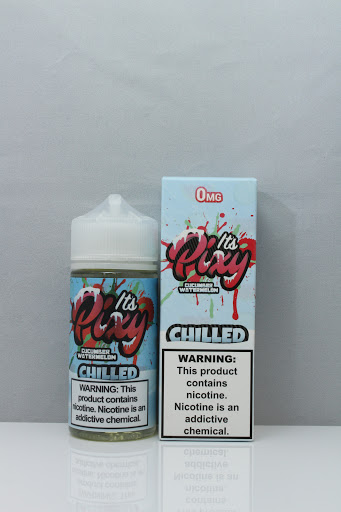 It's
Pixy
CUCUMBER
WATERMELON
CHILLED
WARNING: This
product contains
nicotine. Nicotine is an
addictive chemical.
0MG
It's
Pixy
CUCUMBER
WATERMELON
CHILLED
WARNING:
This product
contains
nicotine.
Nicotine is an
addictive
chemical.